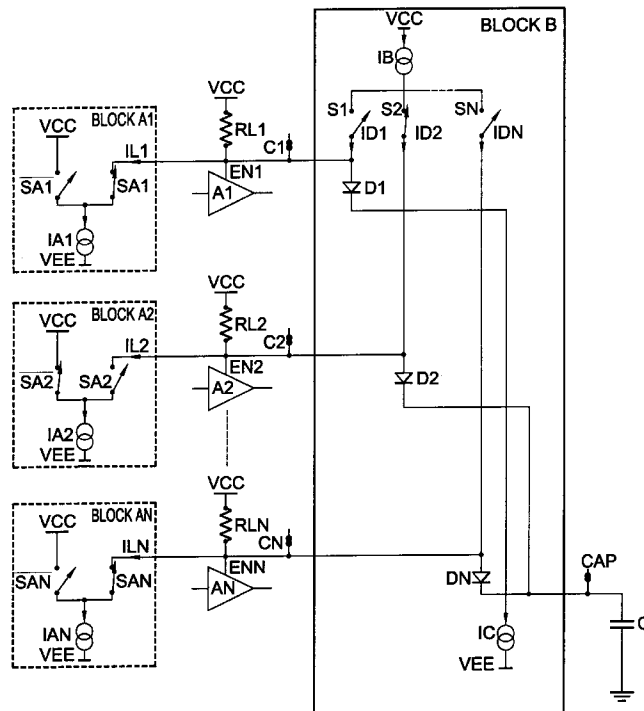 VCC
BLOCK B
IB
S1
S2
SN
ID1
ID2
IDN
VCC
RL1
C1
BLOCK A1
VCC
IL1
SA1
SA1
EN1
A1
D1
IA1
VEE
VCC
RL2
C2
BLOCK A2
VCC
IL2
SA2
SA2
EN2
A2
D2
IA2
VEE
VCC
RLN
CN
BLOCK AN
VCC
ILN
SAN
SAN
ENN
AN
DN
CAP
IAN
VEE
IC
VEE